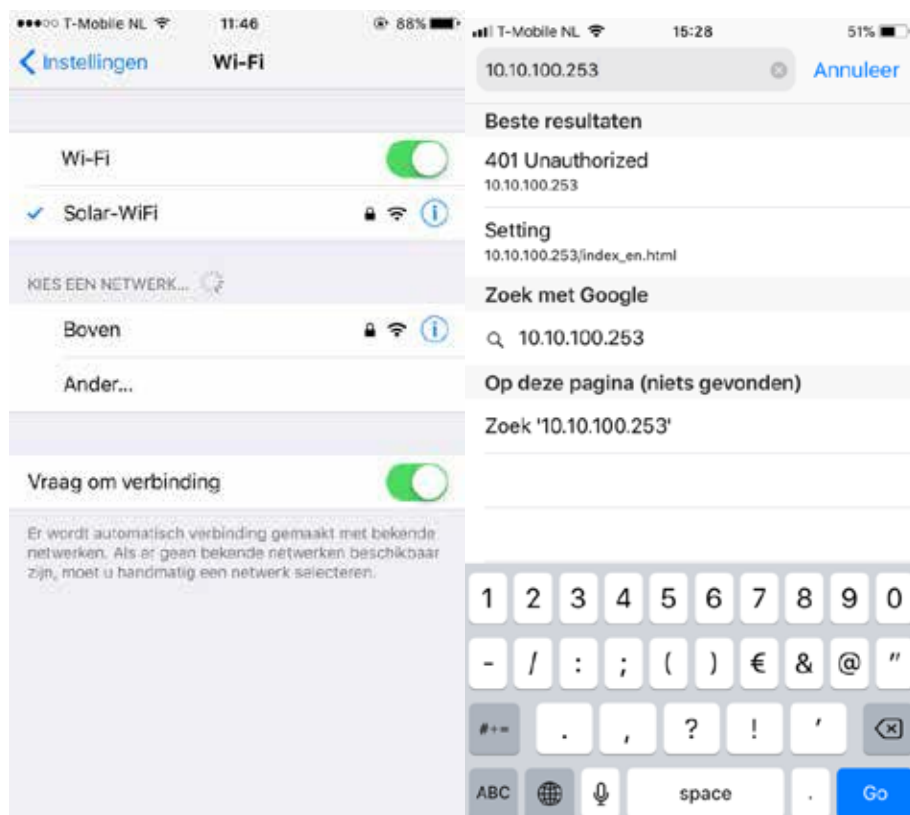 T-Mobile NL 11:46 88%
Instellingen Wi-Fi
Wi-Fi
Solar-WiFi
KIES EEN NETWERK...
Boven
Ander...
Vraag om verbinding
Er wordt automatisch verbinding gemaakt met bekende
netwerken. Als er geen bekende netwerken beschikbaar
zijn, moet u handmatig een netwerk selecteren.
T-Mobile NL 15:28 51%
10.10.100.253 Annuleer
Beste resultaten
401 Unauthorized
10.10.100.253
Setting
10.10.100.253/index_en.html
Zoek met Google
10.10.100.253
Op deze pagina (niets gevonden)
Zoek '10.10.100.253'
1 2 3 4 5 6 7 8 9 0
- / : ; ( ) € & @ "
#+= . , ? ! '
ABC space . Go